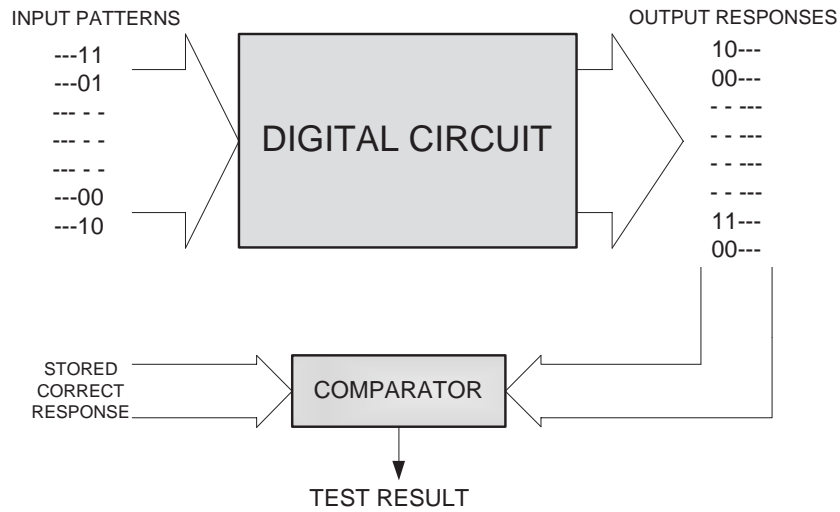 INPUT PATTERNS
---11
---01
--- - -
--- - -
--- - -
---00
---10
DIGITAL CIRCUIT
OUTPUT RESPONSES
10---
00---
- - ---
- - ---
- - ---
- - ---
11---
00---
STORED
CORRECT
RESPONSE
COMPARATOR
TEST RESULT